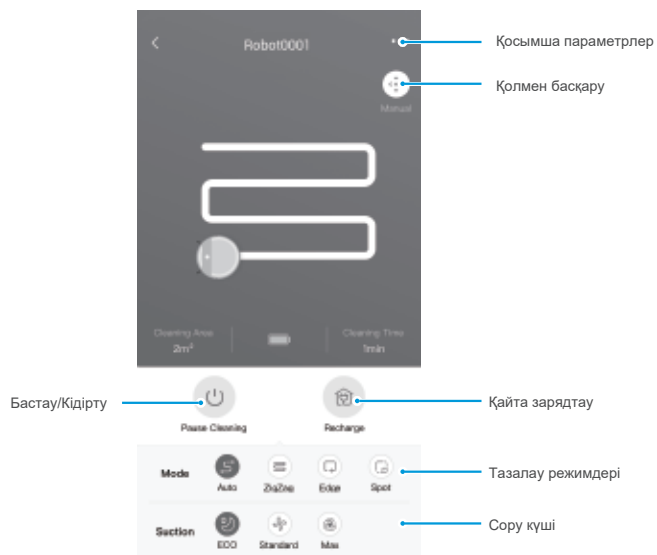 Robot0001
Қосымша параметрлер
Қолмен басқару
Manual
Cleaning Area
2m²
Cleaning Time
1min
Бастау/Кідірту
Қайта зарядтау
Pause Cleaning
Recharge
Mode
Auto
ZigZag
Edge
Spot
Тазалау режимдері
Suction
ECO
Standard
Max
Сору күші